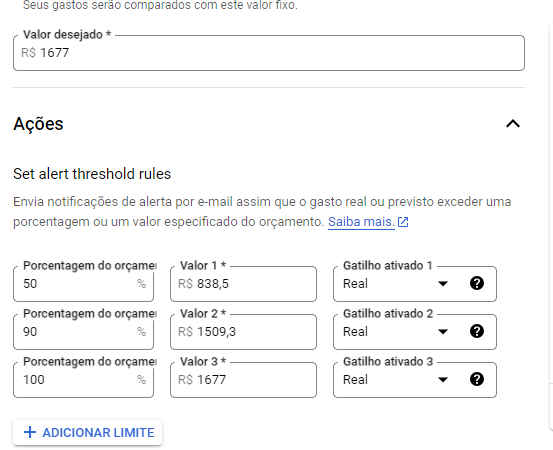 Seus gastos serão comparados com este valor fixo.
Valor desejado *
R$ 1677
Ações
Set alert threshold rules
Envia notificações de alerta por e-mail assim que o gasto real ou previsto exceder uma
porcentagem ou um valor especificado do orçamento. Saiba mais.
Porcentagem do orçamer Valor 1 * Gatilho ativado 1
50 % R$ 838,5 Real
Porcentagem do orçamer Valor 2 * Gatilho ativado 2
90 % R$ 1509,3 Real
Porcentagem do orçamer Valor 3 * Gatilho ativado 3
100 % R$ 1677 Real
+ ADICIONAR LIMITE